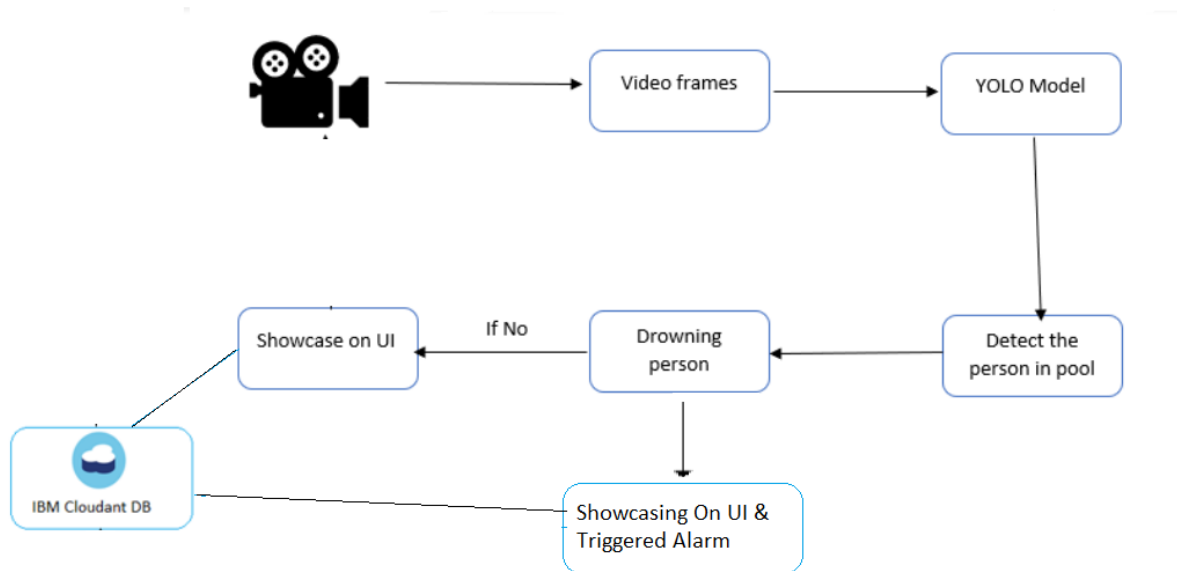 Video frames
YOLO Model
Showcase on UI
If No
Drowning
person
Detect the
person in pool
IBM Cloudant DB
Showcasing On UI &
Triggered Alarm